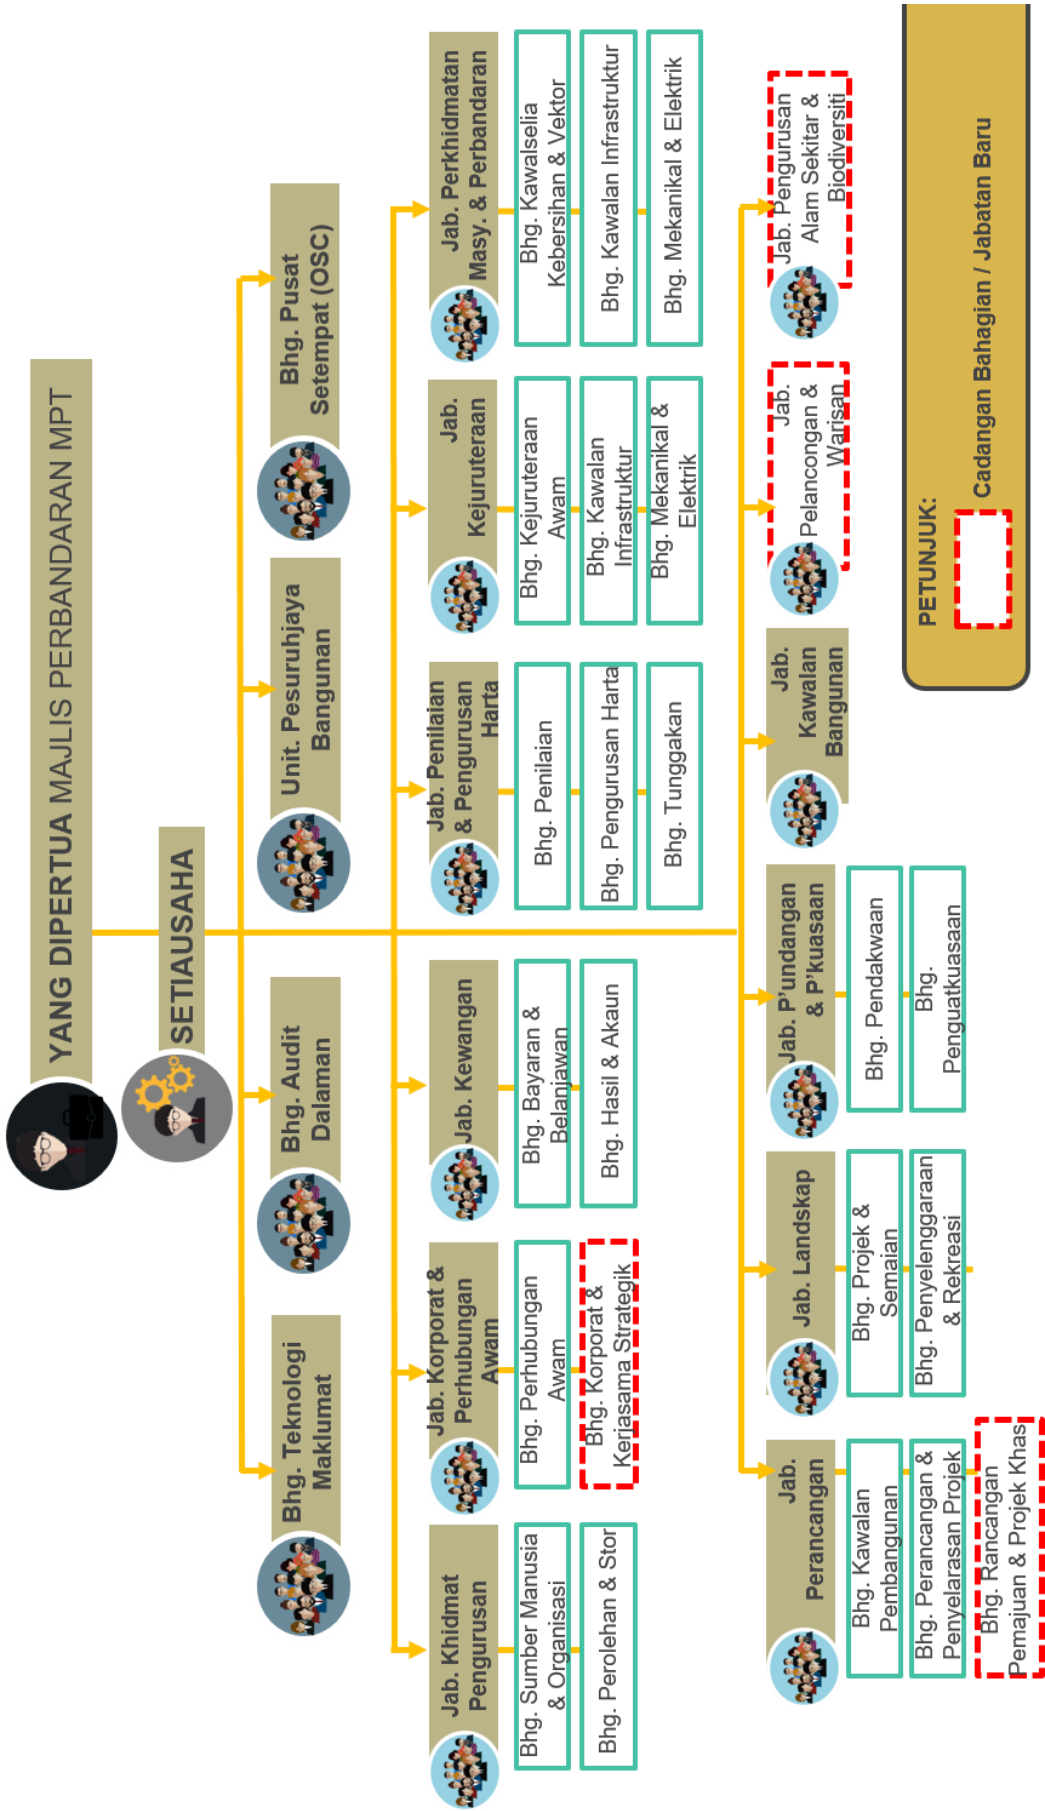 YANG DIPERTUA MAJLIS PERBANDARAN MPT
SETIAUSAHA
Bhg. Teknologi
Maklumat
Bhg. Audit
Dalaman
Unit. Pesuruhjaya
Bangunan
Bhg. Pusat
Setempat (OSC)
Jab. Khidmat
Pengurusan
Bhg. Sumber Manusia
& Organisasi
Bhg. Perolehan & Stor
Jab. Korporat &
Perhubungan
Awam
Bhg. Perhubungan
Awam
Bhg. Korporat &
Kerjasama Strategik
Jab. Kewangan
Bhg. Bayaran &
Belanjawan
Bhg. Hasil & Akaun
Jab. Penilaian
& Pengurusan
Harta
Bhg. Penilaian
Bhg. Pengurusan Harta
Bhg. Tunggakan
Jab.
Kejuruteraan
Bhg. Kejuruteraan
Awam
Bhg. Kawalan
Infrastruktur
Bhg. Mekanikal &
Elektrik
Jab. Perkhidmatan
Masy. & Perbandaran
Bhg. Kawalselia
Kebersihan & Vektor
Bhg. Kawalan Infrastruktur
Bhg. Mekanikal & Elektrik
Jab.
Perancangan
Bhg. Kawalan
Pembangunan
Bhg. Perancangan &
Penyelarasan Projek
Bhg. Rancangan
Pemajuan & Projek Khas
Jab. Landskap
Bhg. Projek &
Semaian
Bhg. Penyelenggaraan
& Rekreasi
Jab. P'undangan
& P'kuasaan
Bhg. Pendakwaan
Bhg.
Penguatkuasaan
Jab.
Kawalan
Bangunan
Jab.
Pelancongan &
Warisan
Jab. Pengurusan
Alam Sekitar &
Biodiversiti
PETUNJUK:
Cadangan Bahagian / Jabatan Baru